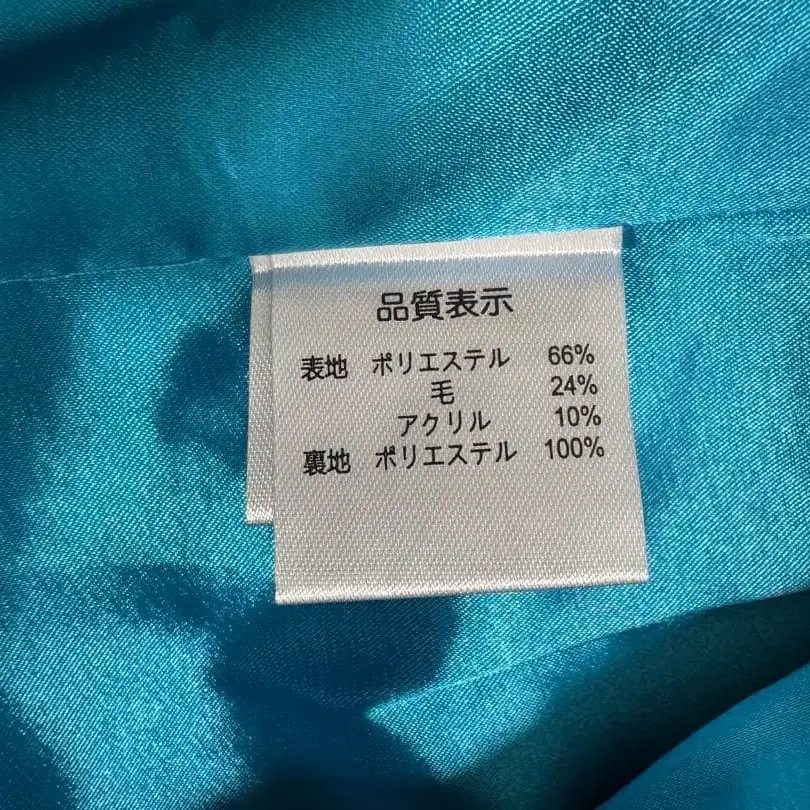 品質表示
表地 ポリエステル 66%
毛 24%
アクリル 10%
裏地 ポリエステル 100%